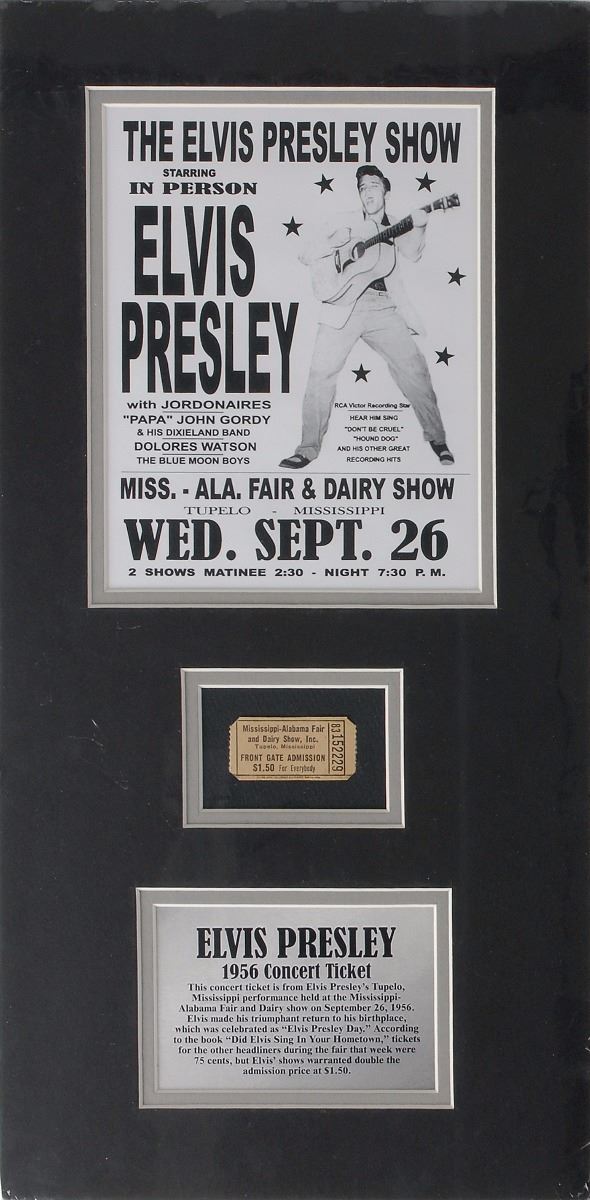 THE ELVIS PRESLEY SHOW
STARRING
IN PERSON
ELVIS
PRESLEY
with JORDONAIRES
"PAPA" JOHN GORDY
& HIS DIXIELAND BAND
DOLORES WATSON
THE BLUE MOON BOYS
RCA Victor Recording Star
HEAR HIM SING
"DON'T BE CRUEL"
"HOUND DOG"
AND HIS OTHER GREAT
RECORDING HITS
MISS. - ALA. FAIR & DAIRY SHOW
TUPELO - MISSISSIPPI
WED. SEPT. 26
2 SHOWS MATINEE 2:30 - NIGHT 7:30 P. M.
Mississippi-Alabama Fair
and Dairy Show, Inc.
Tupelo, Mississippi
FRONT GATE ADMISSION
$1.50 For Everybody
83152229
ELVIS PRESLEY
1956 Concert Ticket
This concert ticket is from Elvis Presley's Tupelo,
Mississippi performance held at the Mississippi-
Alabama Fair and Dairy show on September 26, 1956.
Elvis made his triumphant return to his birthplace,
which was celebrated as "Elvis Presley Day." According
to the book "Did Elvis Sing In Your Hometown," tickets
for the other headliners during the fair that week were
75 cents, but Elvis' shows warranted double the
admission price at $1.50.